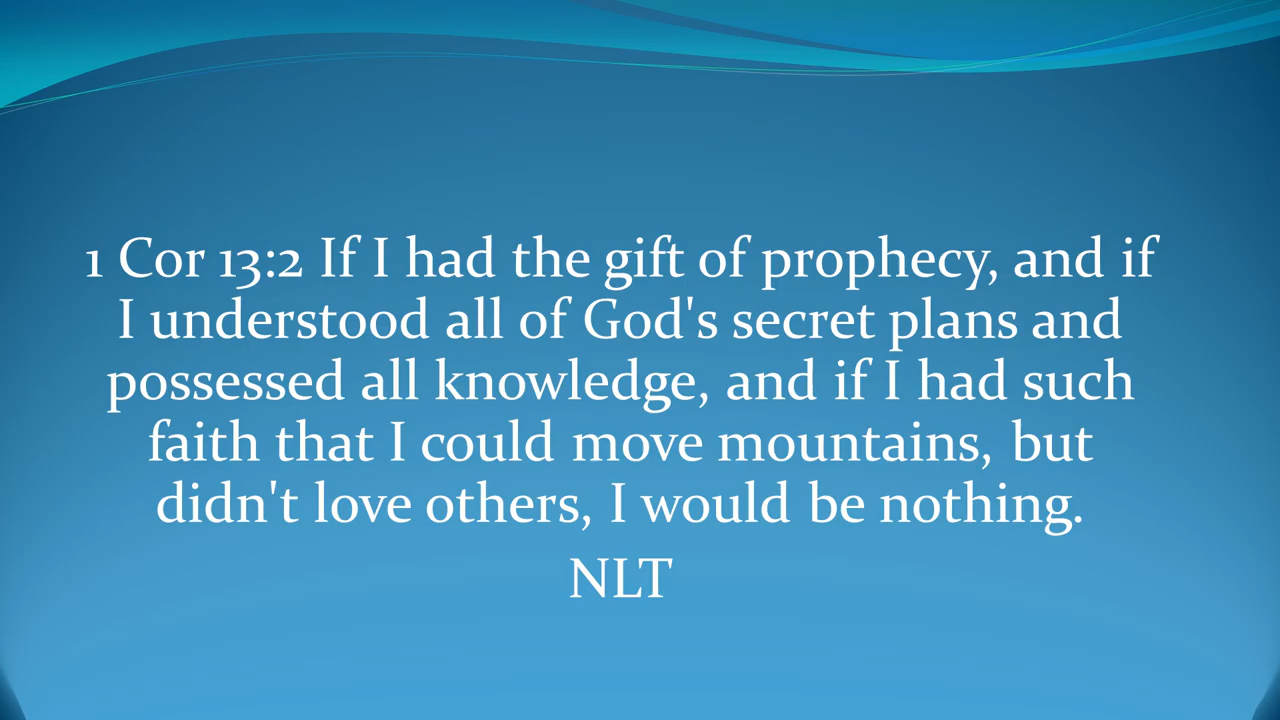 1 Cor 13:2 If I had the gift of prophecy, and if
I understood all of God's secret plans and
possessed all knowledge, and if I had such
faith that I could move mountains, but
didn't love others, I would be nothing.
NLT